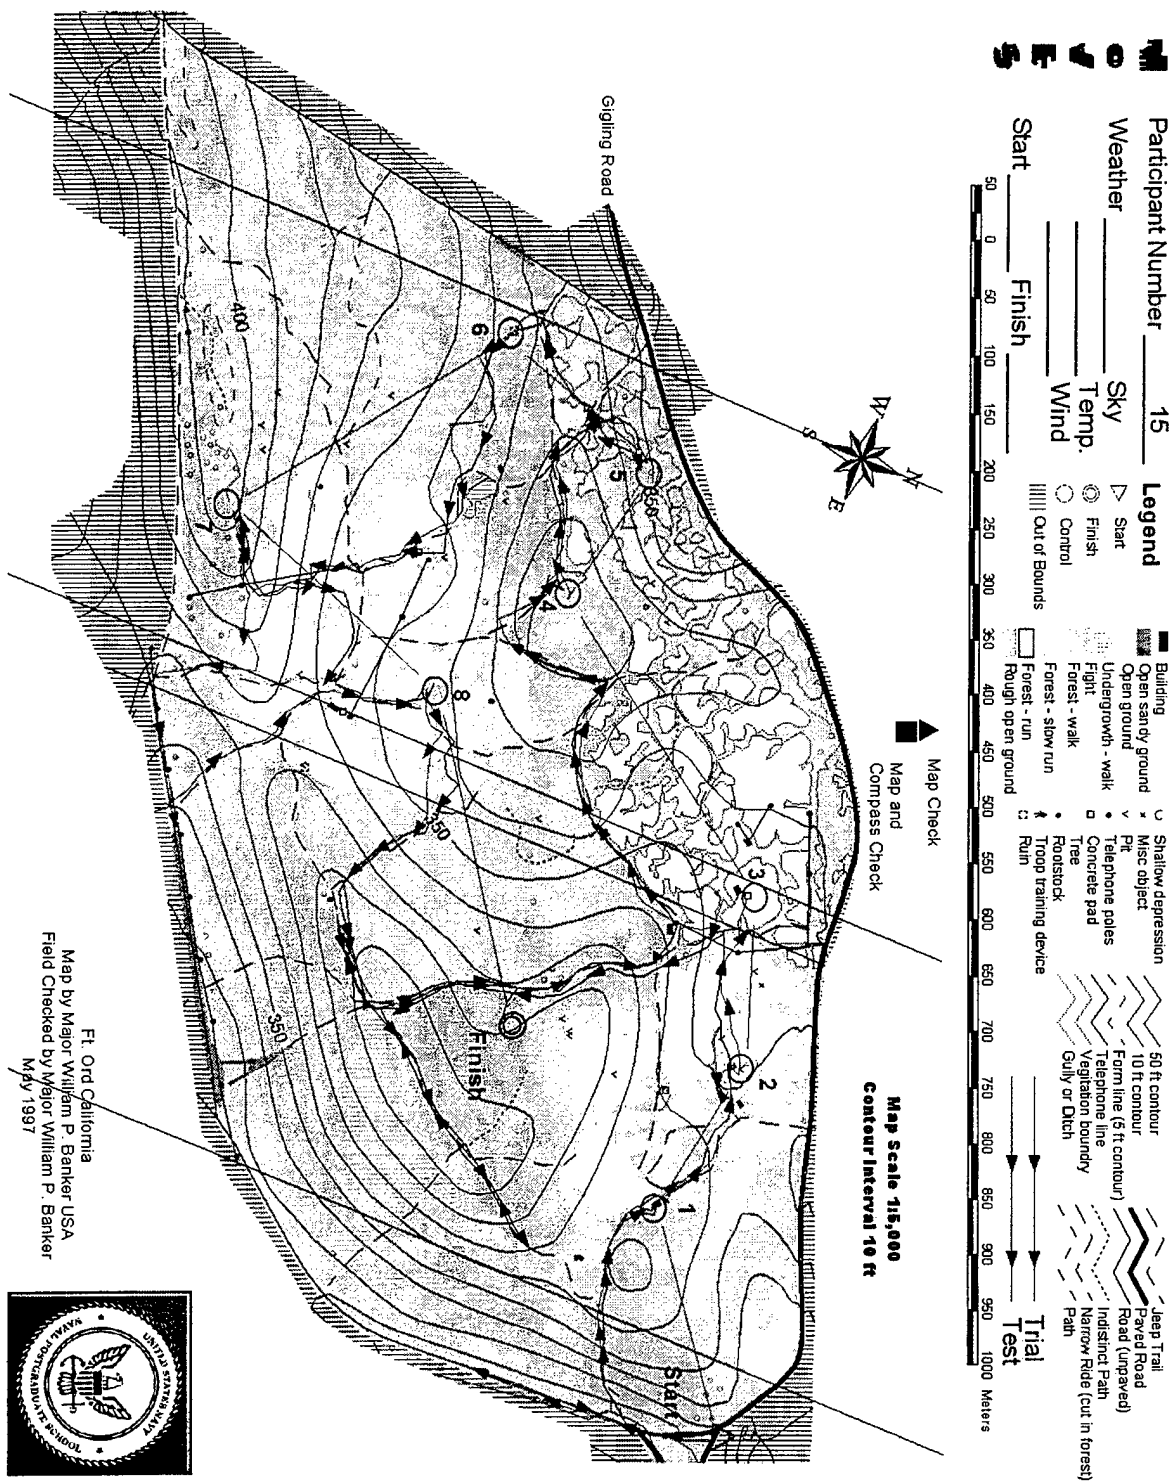 M
O
V
E
S
Participant Number 15
Weather Sky
Temp.
Wind
Start Finish
50 0 50 100 150 200 250 300 350 400 450 500 550 600 650 700 750 800 850 900 950 1000 Meters
Legend
Start
Finish
Control
Out of Bounds
Building
Open sandy ground
Open ground
Undergrowth - walk
Fight
Forest - walk
Forest - slow run
Forest - run
Rough open ground
Shallow depression
Misc object
Pit
Telephone poles
Concrete pad
Tree
Rootstock
Troop training device
Ruin
50 ft contour
10 ft contour
Form line (5 ft contour)
Telephone line
Vegitation boundry
Gully or Ditch
Jeep Trail
Paved Road
Road (unpaved)
Indistinct Path
Narrow Ride (cut in forest)
Path
Trial
Test
Map Check
Map and
Compass Check
Map Scale 1:5,000
Contour Interval 10 ft
N
E
S
W
Gigling Road
Start
1
2
3
4
5
6
7
8
Finish
350
350
350
400
Ft. Ord California
Map by Major William P. Banker USA
Field Checked by Major William P. Banker
May 1997
UNITED STATES NAVY
NAVAL POSTGRADUATE SCHOOL